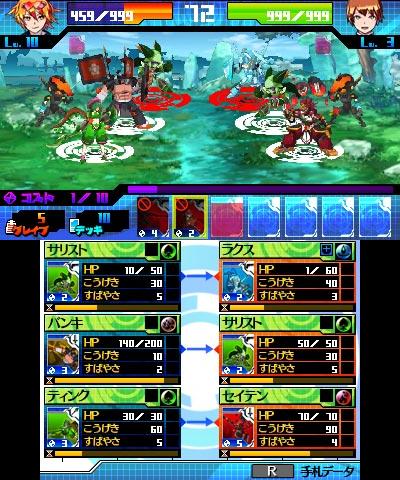 459/999 72 999/999
Lv. 10 Lv. 3
コスト 1/10
5 グレイブ 10 デッキ 4 2
サリスト ラクス
HP 10/ 50 HP 1/ 60
こうげき 30 こうげき 40
2 すばやさ 5 2 すばやさ 3
バンキ サリスト
HP 140/200 HP 50/ 50
こうげき 10 こうげき 30
3 すばやさ 2 2 すばやさ 5
ティンク セイテン
HP 30/ 30 HP 70/ 70
こうげき 60 こうげき 90
3 すばやさ 5 5 すばやさ 4
R 手札データ